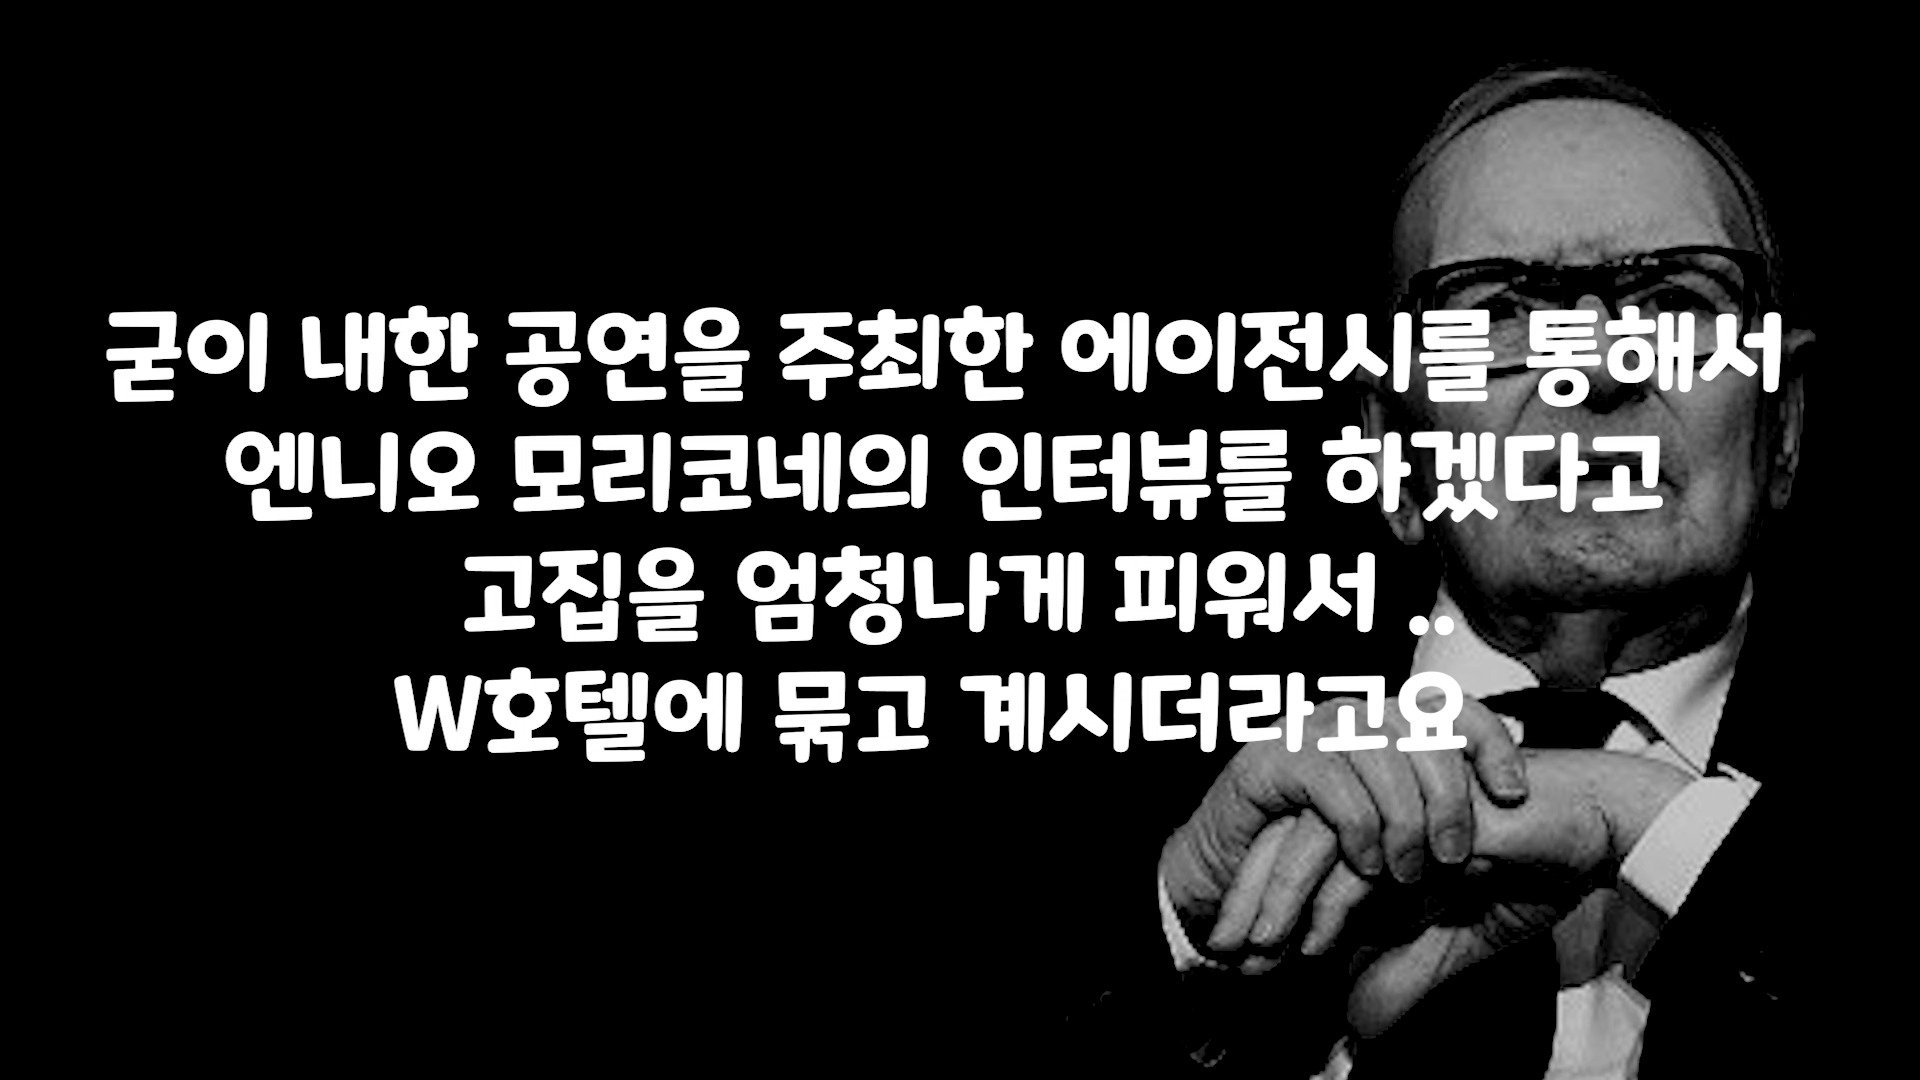 굳이 내한 공연을 주최한 에이전시를 통해서
엔니오 모리코네의 인터뷰를 하겠다고
고집을 엄청나게 피워서 ..
W호텔에 묶고 계시더라고요